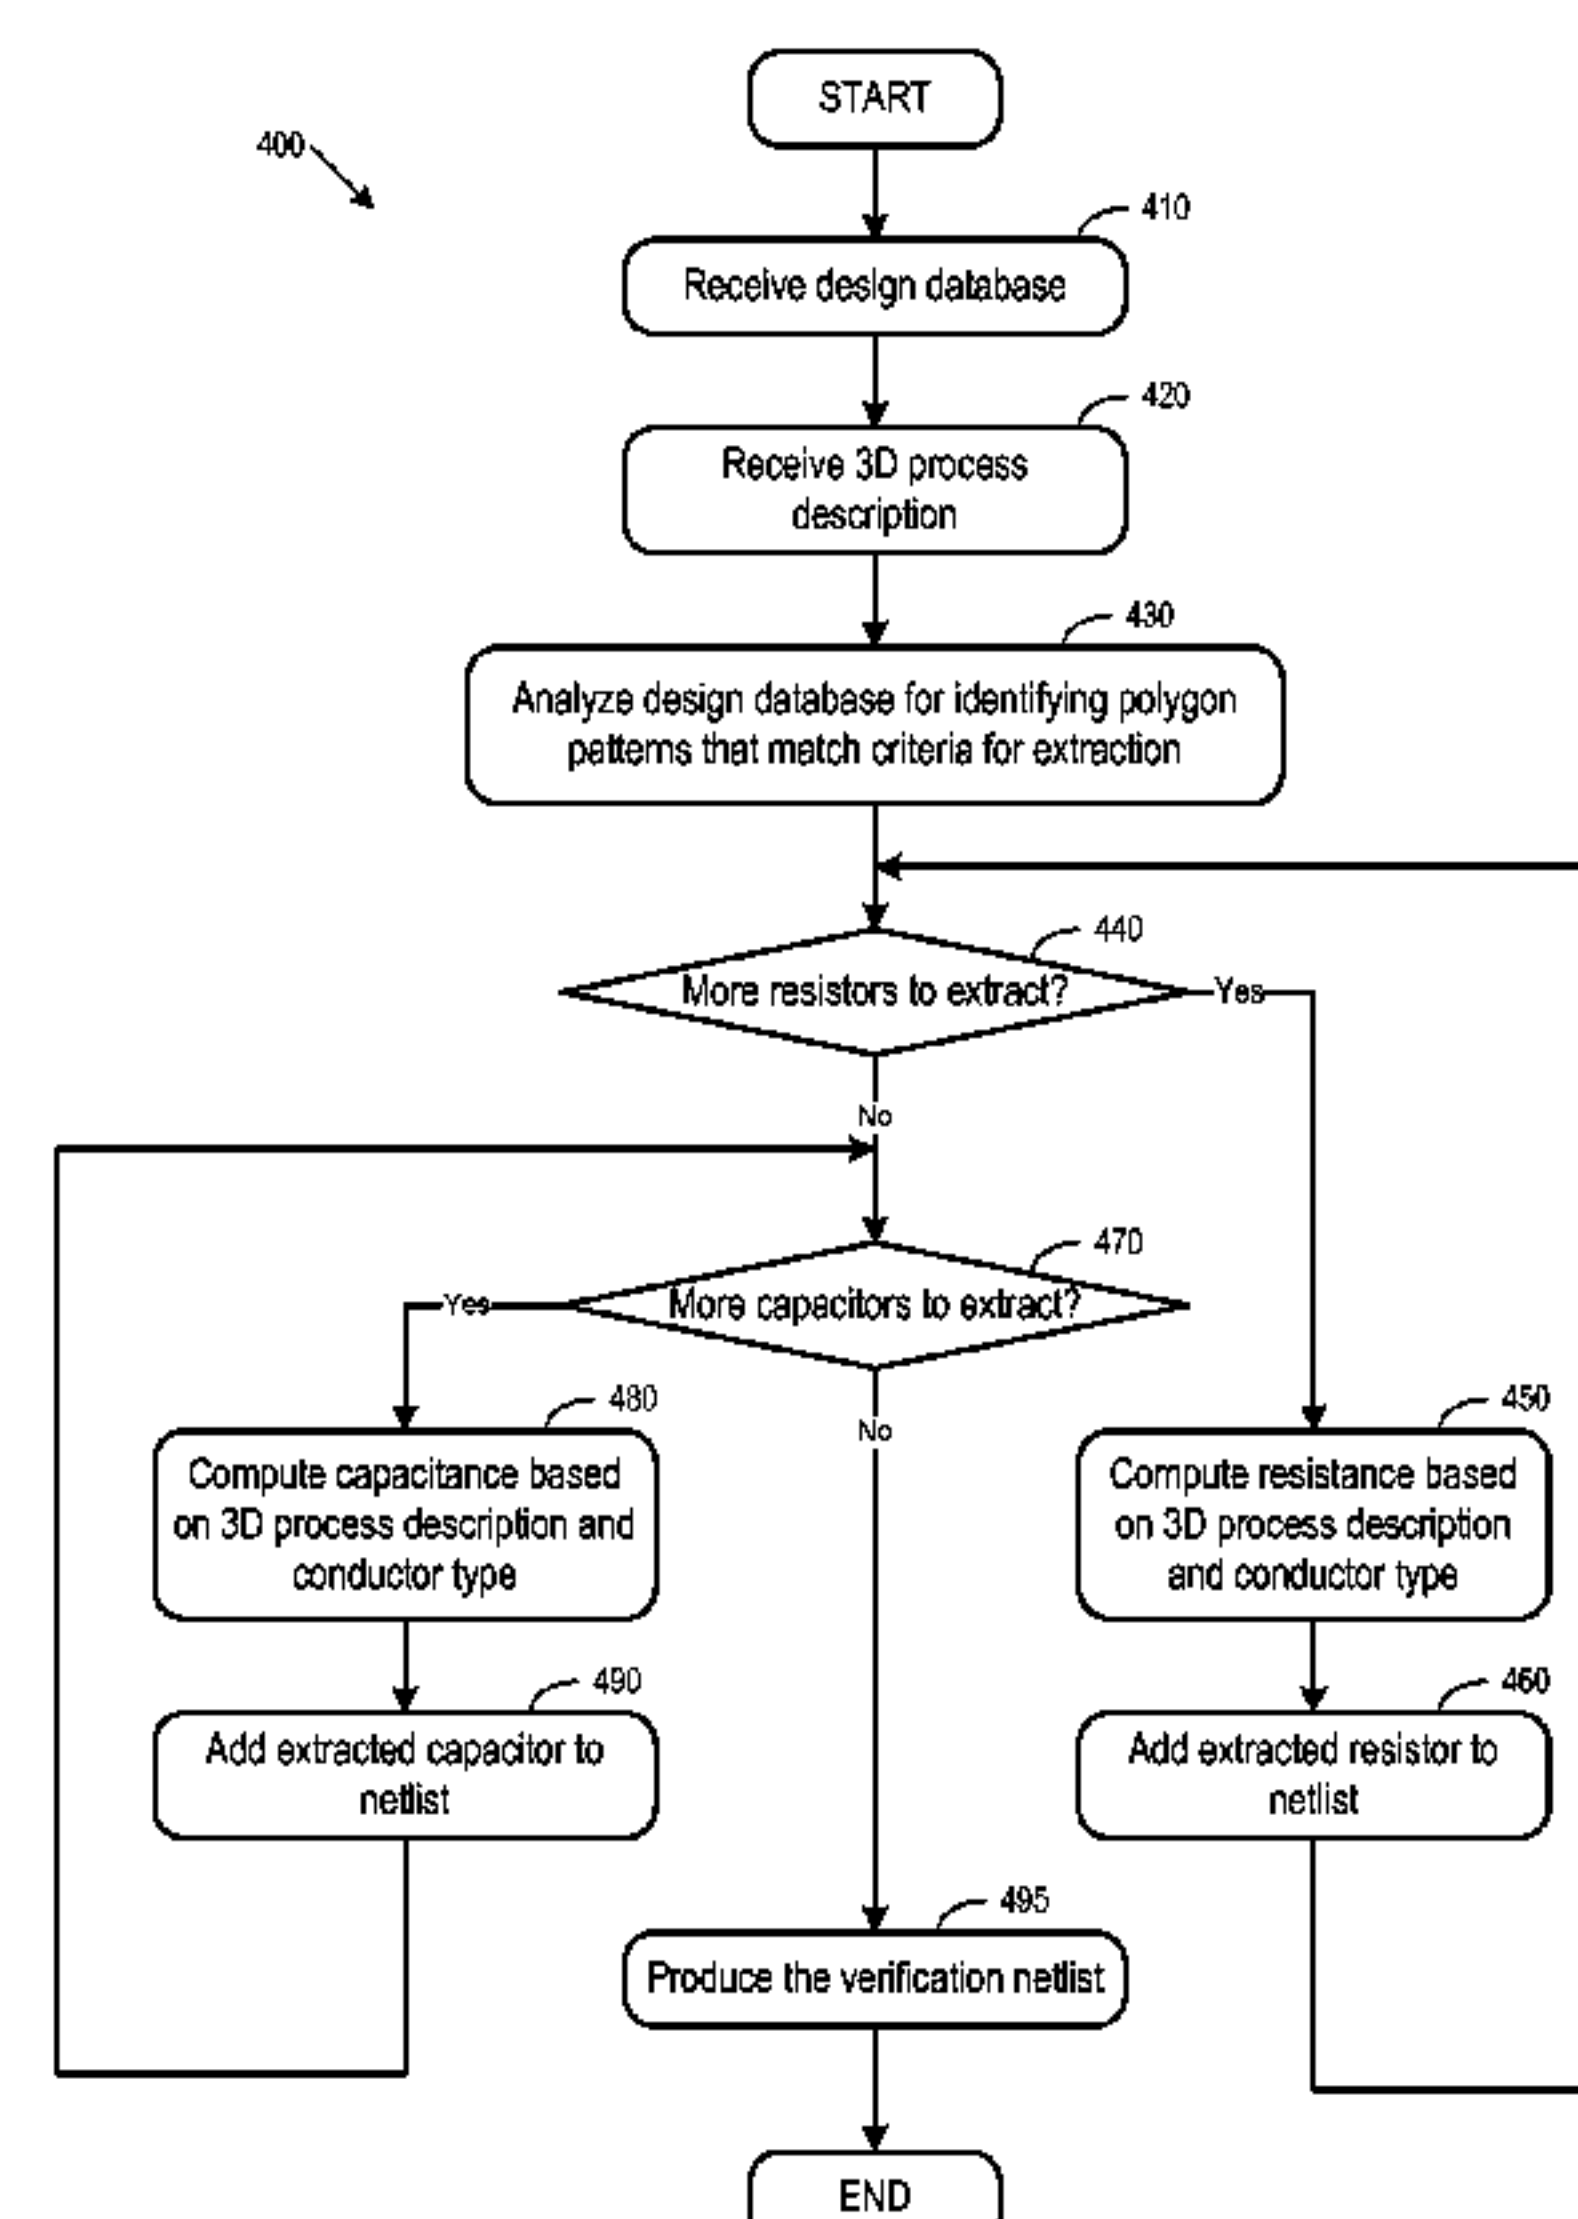 START
400
410
Receive design database
420
Receive 3D process
description
430
Analyze design database for identifying polygon
patterns that match criteria for extraction
440
More resistors to extract?
Yes
No
470
More capacitors to extract?
Yes
No
480
Compute capacitance based
on 3D process description and
conductor type
450
Compute resistance based
on 3D process description
and conductor type
490
Add extracted capacitor to
netlist
460
Add extracted resistor to
netlist
495
Produce the verification netlist
END